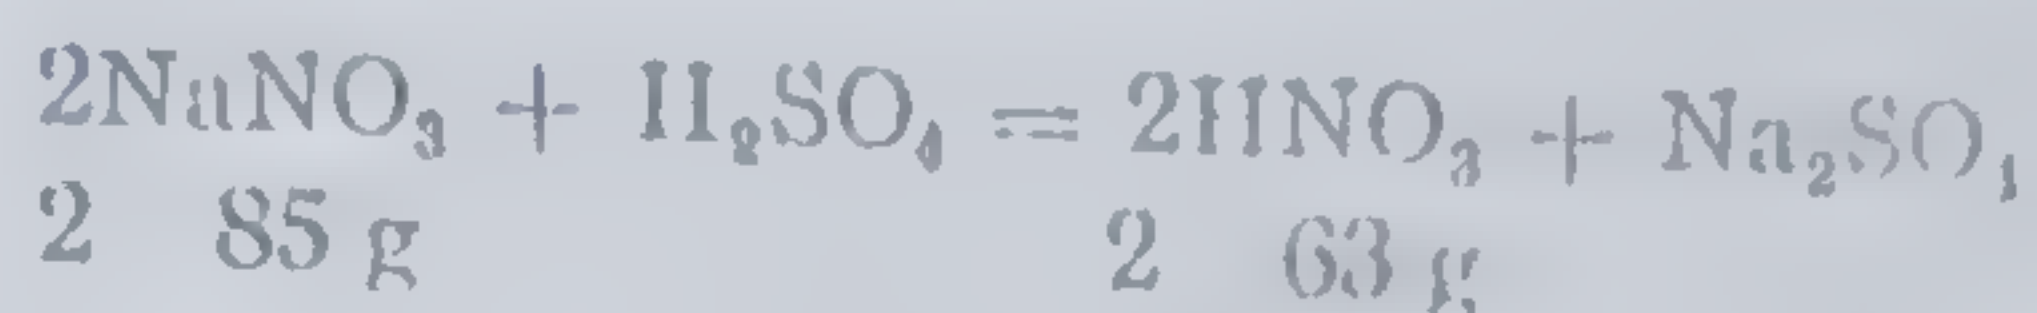 2NaNO₃ + H₂SO₄ = 2HNO₃ + Na₂SO₄
2 85 g 2 63 g